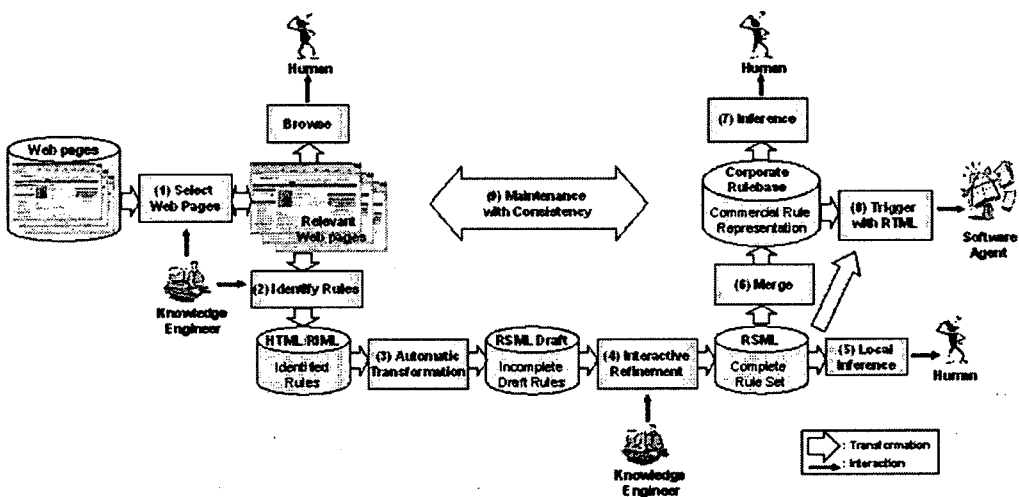 Human
Human
Browse
(7) Inference
Web pages
(1) Select
Web Pages
Relevant
Web pages
(9) Maintenance
with Consistency
Corporate
Rulebase
Commercial Rule
Representation
(8) Trigger
with RTML
Software
Agent
(2) Identify Rules
Knowledge
Engineer
(6) Merge
HTML/RIML
Identified
Rules
(3) Automatic
Transformation
RSML Draft
Incomplete
Draft Rules
(4) Interactive
Refinement
RSML
Complete
Rule Set
(5) Local
Inference
Human
Knowledge
Engineer
: Transformation
: Interaction